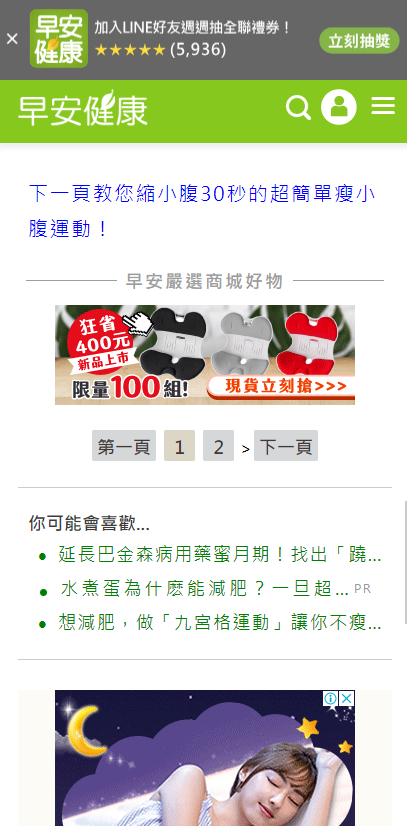 加入LINE好友週週抽全聯禮券！
早安健康
★★★★★ (5,936)
立刻抽獎
早安健康
下一頁教您縮小腹30秒的超簡單瘦小
腹運動！
早安嚴選商城好物
狂省
400元
新品上市
限量100組!
現貨立刻搶>>>
第一頁 1 2 > 下一頁
你可能會喜歡...
延長巴金森病用藥蜜月期！找出「蹺...
水煮蛋為什麽能減肥？一旦超... PR
想減肥，做「九宮格運動」讓你不瘦...